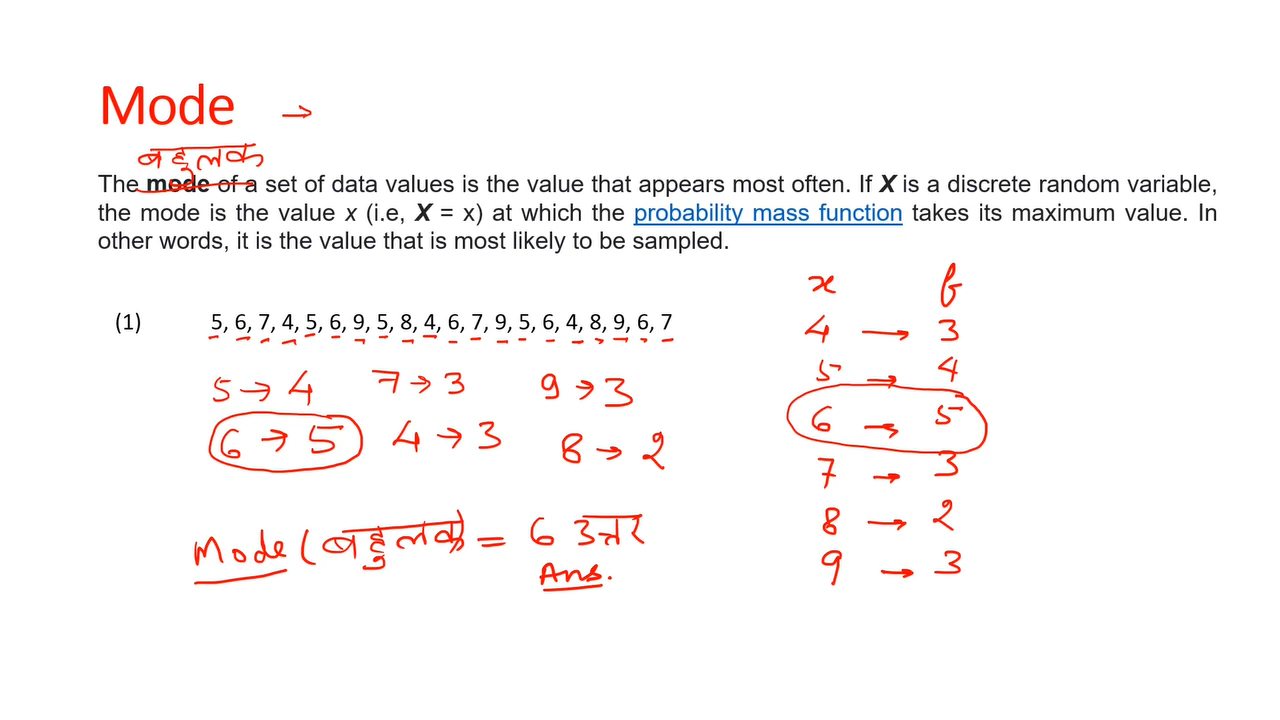 Mode →
बहुलक
The mode of a set of data values is the value that appears most often. If X is a discrete random variable,
the mode is the value x (i.e, X = x) at which the probability mass function takes its maximum value. In
other words, it is the value that is most likely to be sampled.
(1) 5, 6, 7, 4, 5, 6, 9, 5, 8, 4, 6, 7, 9, 5, 6, 4, 8, 9, 6, 7
5 → 4 7 → 3 9 → 3
6 → 5 4 → 3 8 → 2
Mode (बहुलक) = 6 उत्तर
Ans.
x f
4 → 3
5 → 4
6 → 5
7 → 3
8 → 2
9 → 3